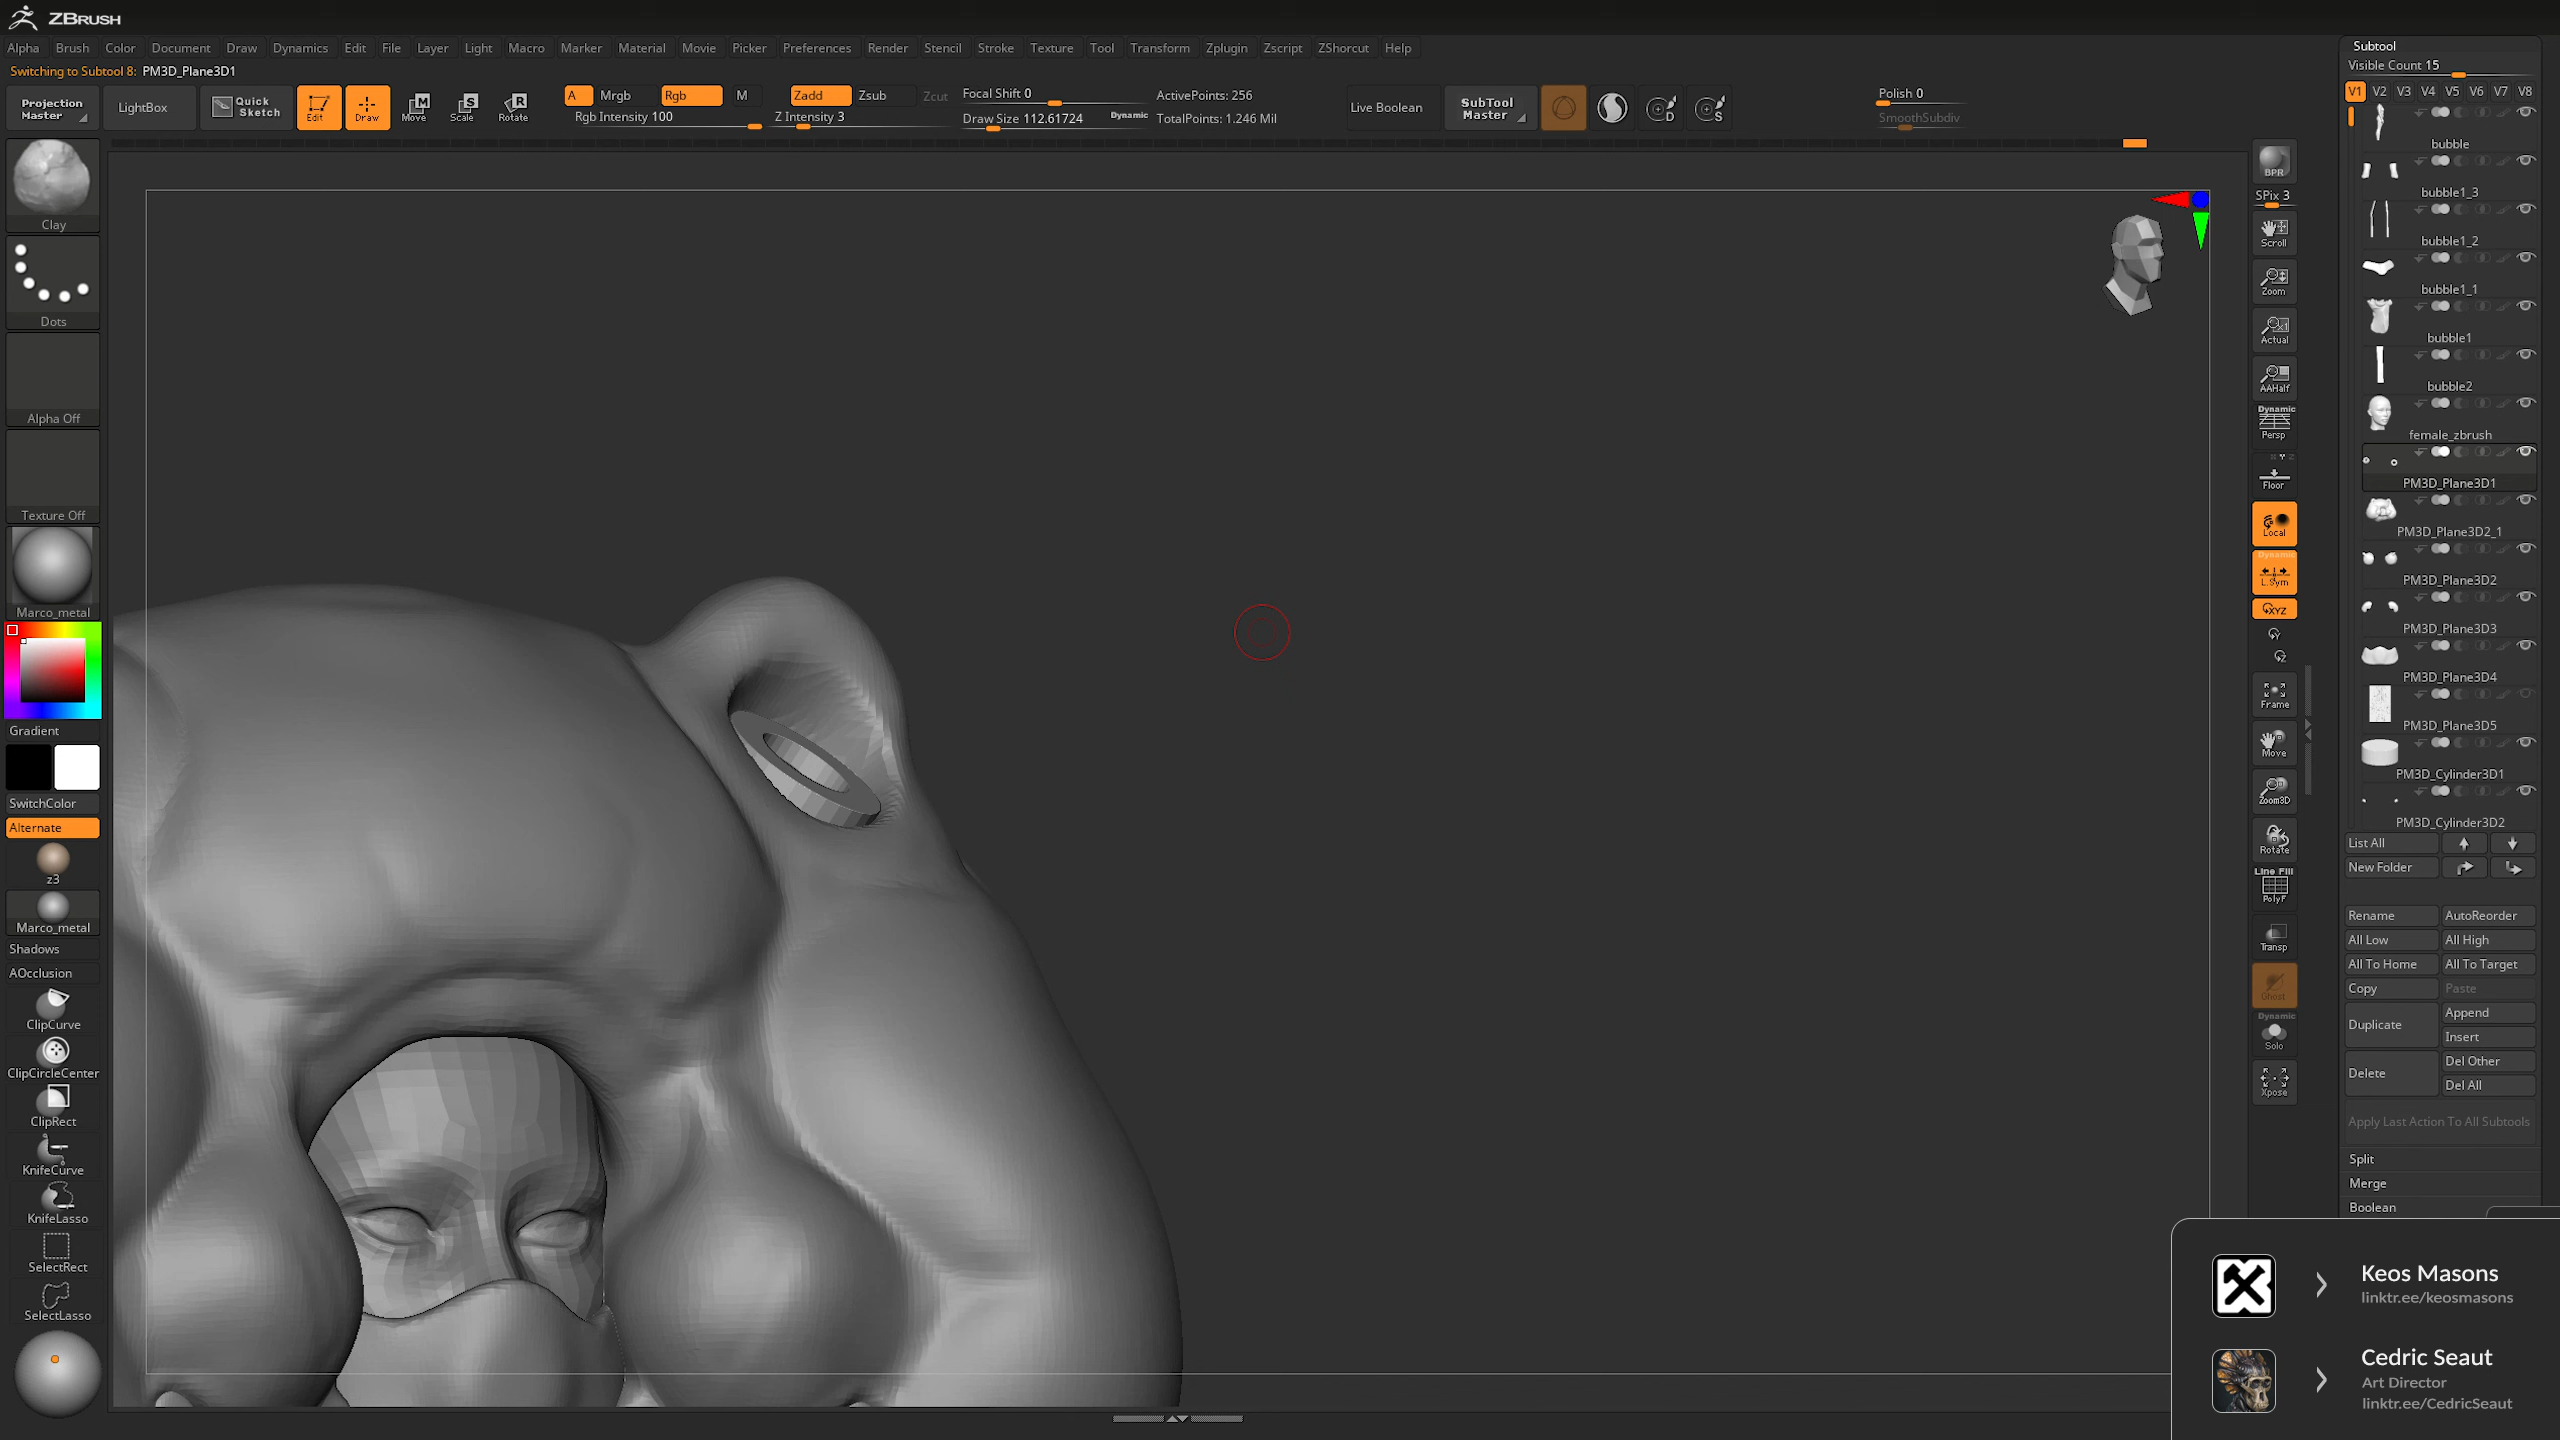 ZBRUSH
Alpha Brush Color Document Draw Dynamics Edit File Layer Light Macro Marker Material Movie Picker Preferences Render Stencil Stroke Texture Tool Transform Zplugin Zscript ZShorcut Help
Switching to Subtool 8: PM3D_Plane3D1
Projection Master
LightBox
Quick Sketch
Edit
Draw
Move
Scale
Rotate
A Mrgb Rgb M
Rgb Intensity 100
Zadd Zsub Zcut
Z Intensity 3
Focal Shift 0
Draw Size 112.61724 Dynamic
ActivePoints: 256
TotalPoints: 1.246 Mil
Live Boolean
SubTool Master
Polish 0
SmoothSubdiv
Clay
Dots
Alpha Off
Texture Off
Marco_metal
Gradient
SwitchColor
Alternate
z3
Marco_metal
Shadows
AOcclusion
ClipCurve
ClipCircleCenter
ClipRect
KnifeCurve
KnifeLasso
SelectRect
SelectLasso
BPR
SPix 3
Scroll
Zoom
Actual
AAHalf
Dynamic
Persp
Floor
Local
Dynamic
L.Sym
XYZ
Frame
Move
Zoom3D
Rotate
Line Fill
PolyF
Transp
Ghost
Dynamic
Solo
Xpose
Subtool
Visible Count 15
V1 V2 V3 V4 V5 V6 V7 V8
bubble
bubble1_3
bubble1_2
bubble1_1
bubble1
bubble2
female_zbrush
PM3D_Plane3D1
PM3D_Plane3D2_1
PM3D_Plane3D2
PM3D_Plane3D3
PM3D_Plane3D4
PM3D_Plane3D5
PM3D_Cylinder3D1
PM3D_Cylinder3D2
List All
New Folder
Rename AutoReorder
All Low All High
All To Home All To Target
Copy Paste
Duplicate Append
Insert
Delete Del Other
Del All
Apply Last Action To All Subtools
Split
Merge
Boolean
Keos Masons
linktr.ee/keosmasons
Cedric Seaut
Art Director
linktr.ee/CedricSeaut